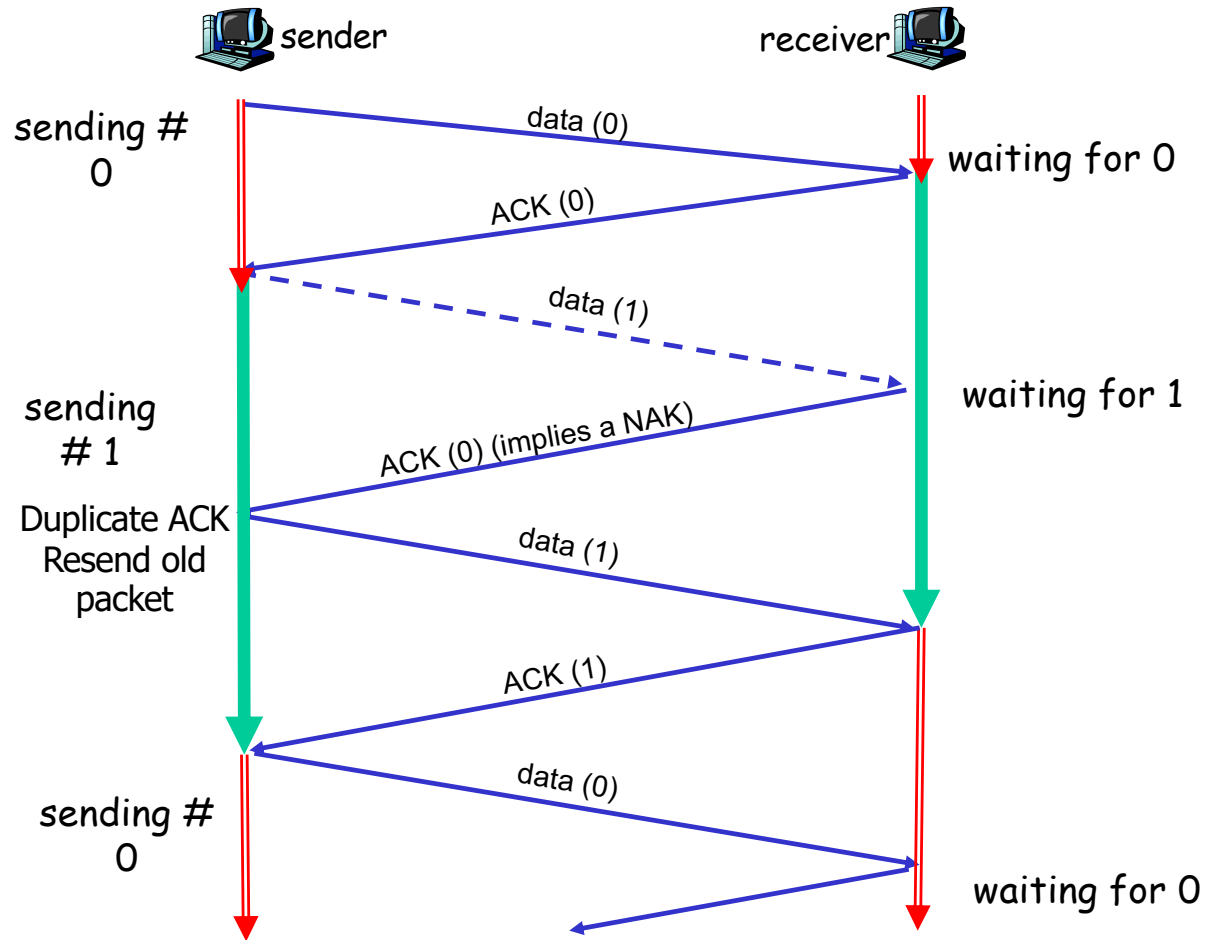 sender
receiver
sending #
0
data (0)
waiting for 0
ACK (0)
data (1)
sending
# 1
waiting for 1
ACK (0) (implies a NAK)
Duplicate ACK
Resend old
packet
data (1)
ACK (1)
data (0)
sending #
0
waiting for 0